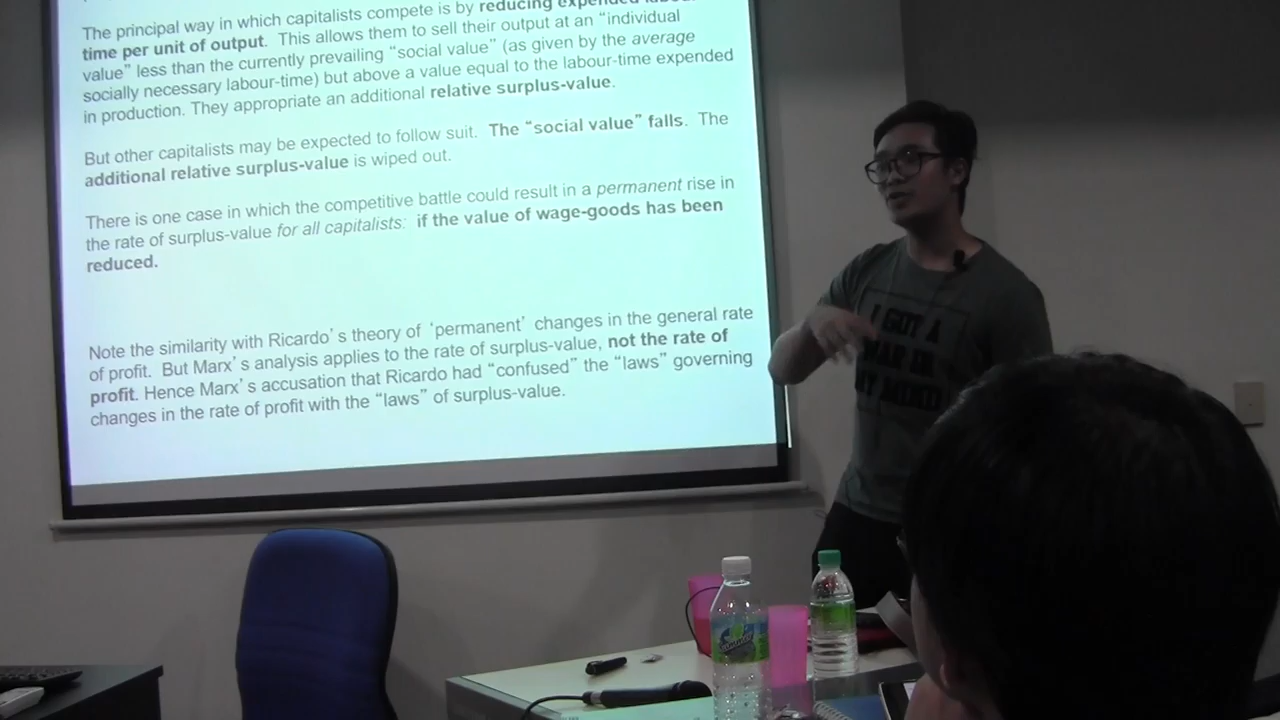 The principal way in which capitalists compete is by reducing expended labour-
time per unit of output. This allows them to sell their output at an “individual
value” less than the currently prevailing “social value” (as given by the average
socially necessary labour-time) but above a value equal to the labour-time expended
in production. They appropriate an additional relative surplus-value.
But other capitalists may be expected to follow suit. The “social value” falls. The
additional relative surplus-value is wiped out.
There is one case in which the competitive battle could result in a permanent rise in
the rate of surplus-value for all capitalists: if the value of wage-goods has been
reduced.
Note the similarity with Ricardo’s theory of ‘permanent’ changes in the general rate
of profit. But Marx’s analysis applies to the rate of surplus-value, not the rate of
profit. Hence Marx’s accusation that Ricardo had “confused” the “laws” governing
changes in the rate of profit with the “laws” of surplus-value.
I GOT A
MAP IN
MY MIND